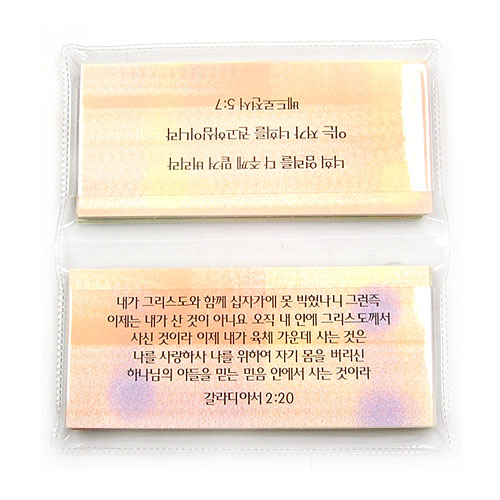 너희 염려를 다 주께 맡겨 버리라
이는 저가 너희를 권고하심이니라
베드로전서 5:7
내가 그리스도와 함께 십자가에 못 박혔나니 그런즉
이제는 내가 산 것이 아니요 오직 내 안에 그리스도께서
사신 것이라 이제 내가 육체 가운데 사는 것은
나를 사랑하사 나를 위하여 자기 몸을 버리신
하나님의 아들을 믿는 믿음 안에서 사는 것이라
갈라디아서 2:20